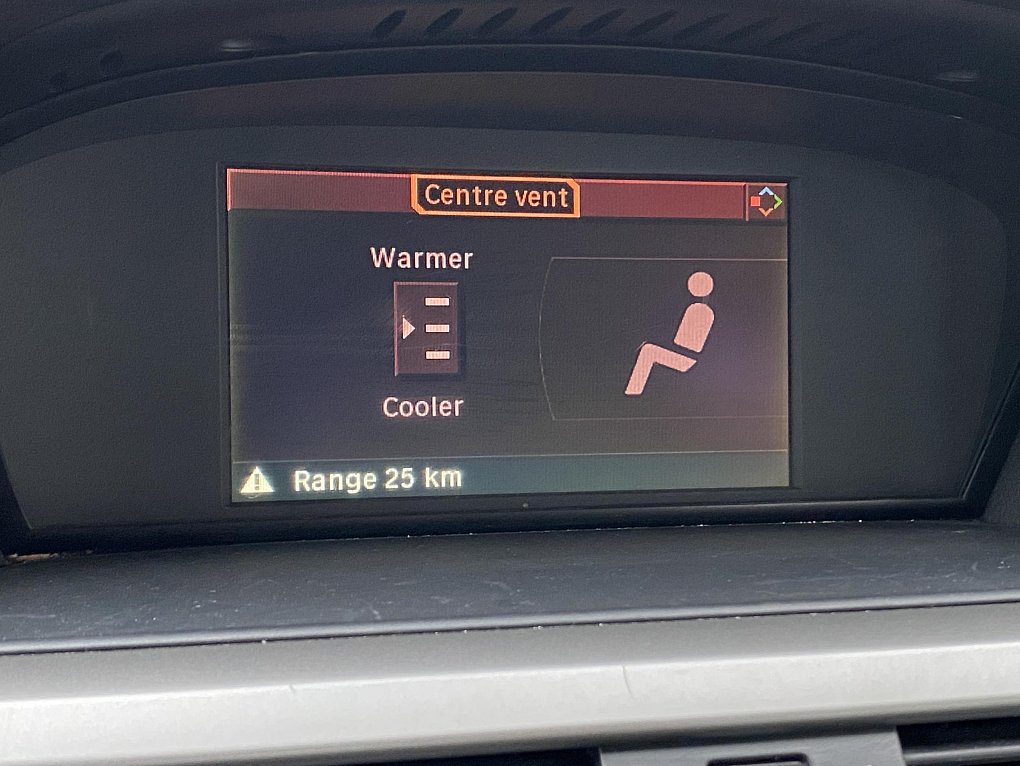 Centre vent
Warmer
Cooler
Range 25 km